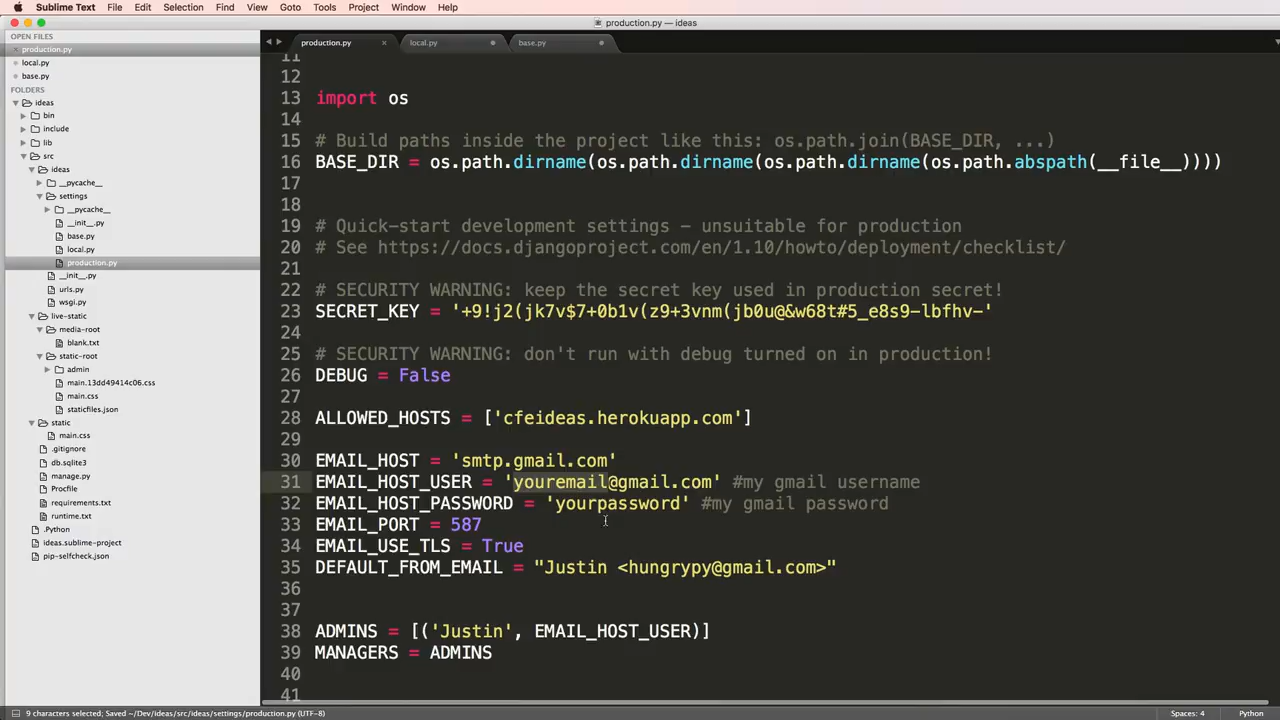 Sublime Text File Edit Selection Find View Goto Tools Project Window Help
production.py — ideas
OPEN FILES
production.py
local.py
base.py
FOLDERS
ideas
bin
include
lib
src
ideas
__pycache__
settings
__pycache__
__init__.py
base.py
local.py
production.py
__init__.py
urls.py
wsgi.py
live-static
media-root
blank.txt
static-root
admin
main.13dd49414c06.css
main.css
staticfiles.json
static
main.css
.gitignore
db.sqlite3
manage.py
Procfile
requirements.txt
runtime.txt
.Python
ideas.sublime-project
pip-selfcheck.json
production.py local.py base.py
11
12
13 import os
14
15 # Build paths inside the project like this: os.path.join(BASE_DIR, ...)
16 BASE_DIR = os.path.dirname(os.path.dirname(os.path.dirname(os.path.abspath(__file__))))
17
18
19 # Quick-start development settings - unsuitable for production
20 # See https://docs.djangoproject.com/en/1.10/howto/deployment/checklist/
21
22 # SECURITY WARNING: keep the secret key used in production secret!
23 SECRET_KEY = '+9!j2(jk7v$7+0b1v(z9+3vnm(jb0u@&w68t#5_e8s9-lbfhv-'
24
25 # SECURITY WARNING: don't run with debug turned on in production!
26 DEBUG = False
27
28 ALLOWED_HOSTS = ['cfeideas.herokuapp.com']
29
30 EMAIL_HOST = 'smtp.gmail.com'
31 EMAIL_HOST_USER = 'youremail@gmail.com' #my gmail username
32 EMAIL_HOST_PASSWORD = 'yourpassword' #my gmail password
33 EMAIL_PORT = 587
34 EMAIL_USE_TLS = True
35 DEFAULT_FROM_EMAIL = "Justin <hungrypy@gmail.com>"
36
37
38 ADMINS = [('Justin', EMAIL_HOST_USER)]
39 MANAGERS = ADMINS
40
41
9 characters selected; Saved ~/Dev/ideas/src/ideas/settings/production.py (UTF-8) Spaces: 4 Python